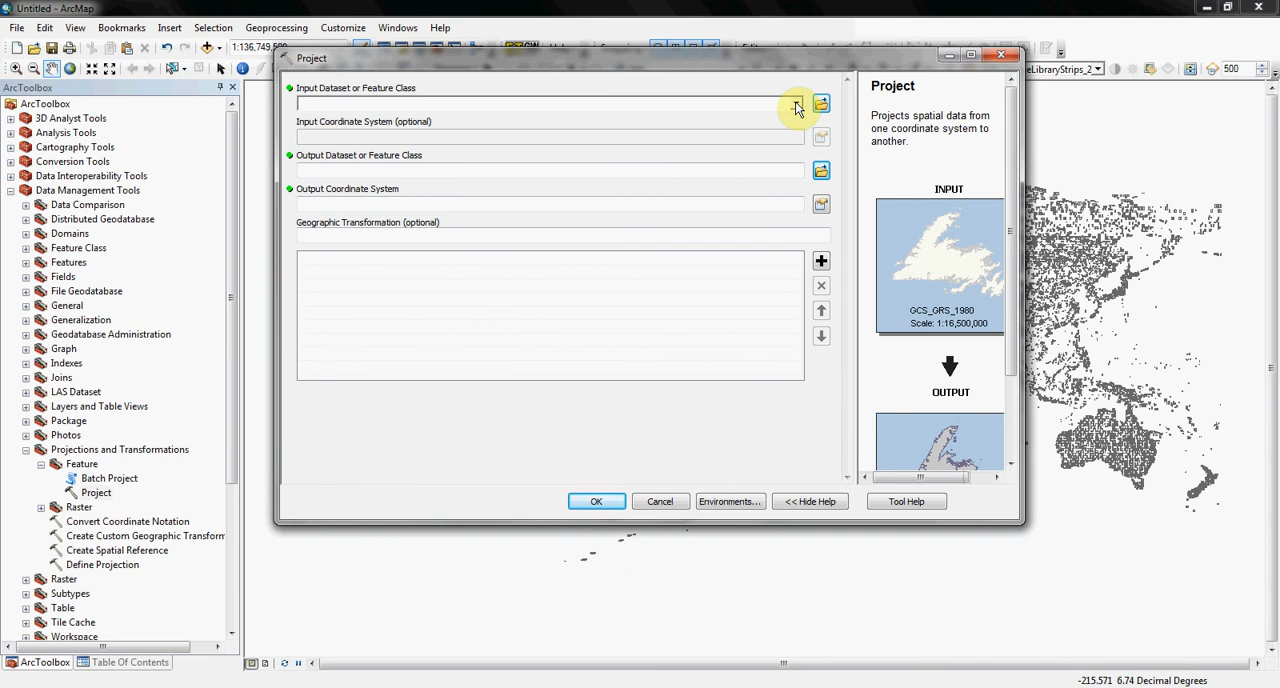 Untitled - ArcMap
File Edit View Bookmarks Insert Selection Geoprocessing Customize Windows Help
1:136,749,500
eLibraryStrips_2
500
ArcToolbox
ArcToolbox
3D Analyst Tools
Analysis Tools
Cartography Tools
Conversion Tools
Data Interoperability Tools
Data Management Tools
Data Comparison
Distributed Geodatabase
Domains
Feature Class
Features
Fields
File Geodatabase
General
Generalization
Geodatabase Administration
Graph
Indexes
Joins
LAS Dataset
Layers and Table Views
Package
Photos
Projections and Transformations
Feature
Batch Project
Project
Raster
Convert Coordinate Notation
Create Custom Geographic Transform
Create Spatial Reference
Define Projection
Raster
Subtypes
Table
Tile Cache
Workspace
ArcToolbox Table Of Contents
Project
Input Dataset or Feature Class
Input Coordinate System (optional)
Output Dataset or Feature Class
Output Coordinate System
Geographic Transformation (optional)
OK Cancel Environments... << Hide Help Tool Help
Project
Projects spatial data from
one coordinate system to
another.
INPUT
GCS_GRS_1980
Scale: 1:16,500,000
OUTPUT
-215.571 6.74 Decimal Degrees